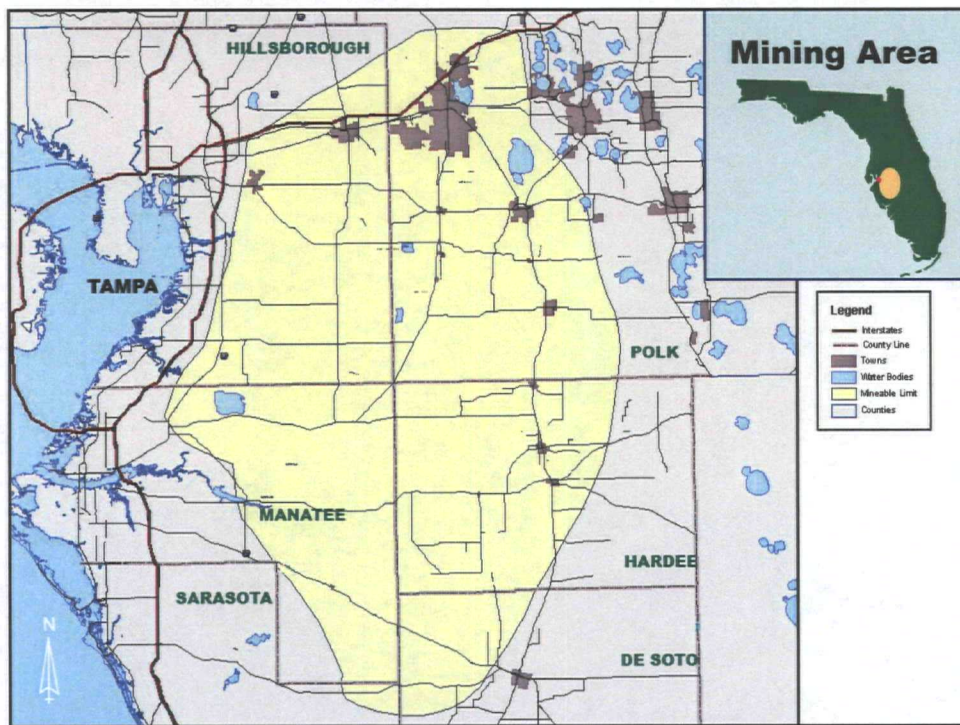 HILLSBOROUGH
Mining Area
TAMPA
POLK
MANATEE
HARDEE
SARASOTA
DE SOTO
N
Legend
Interstates
County Line
Towns
Water Bodies
Mineable Limit
Counties